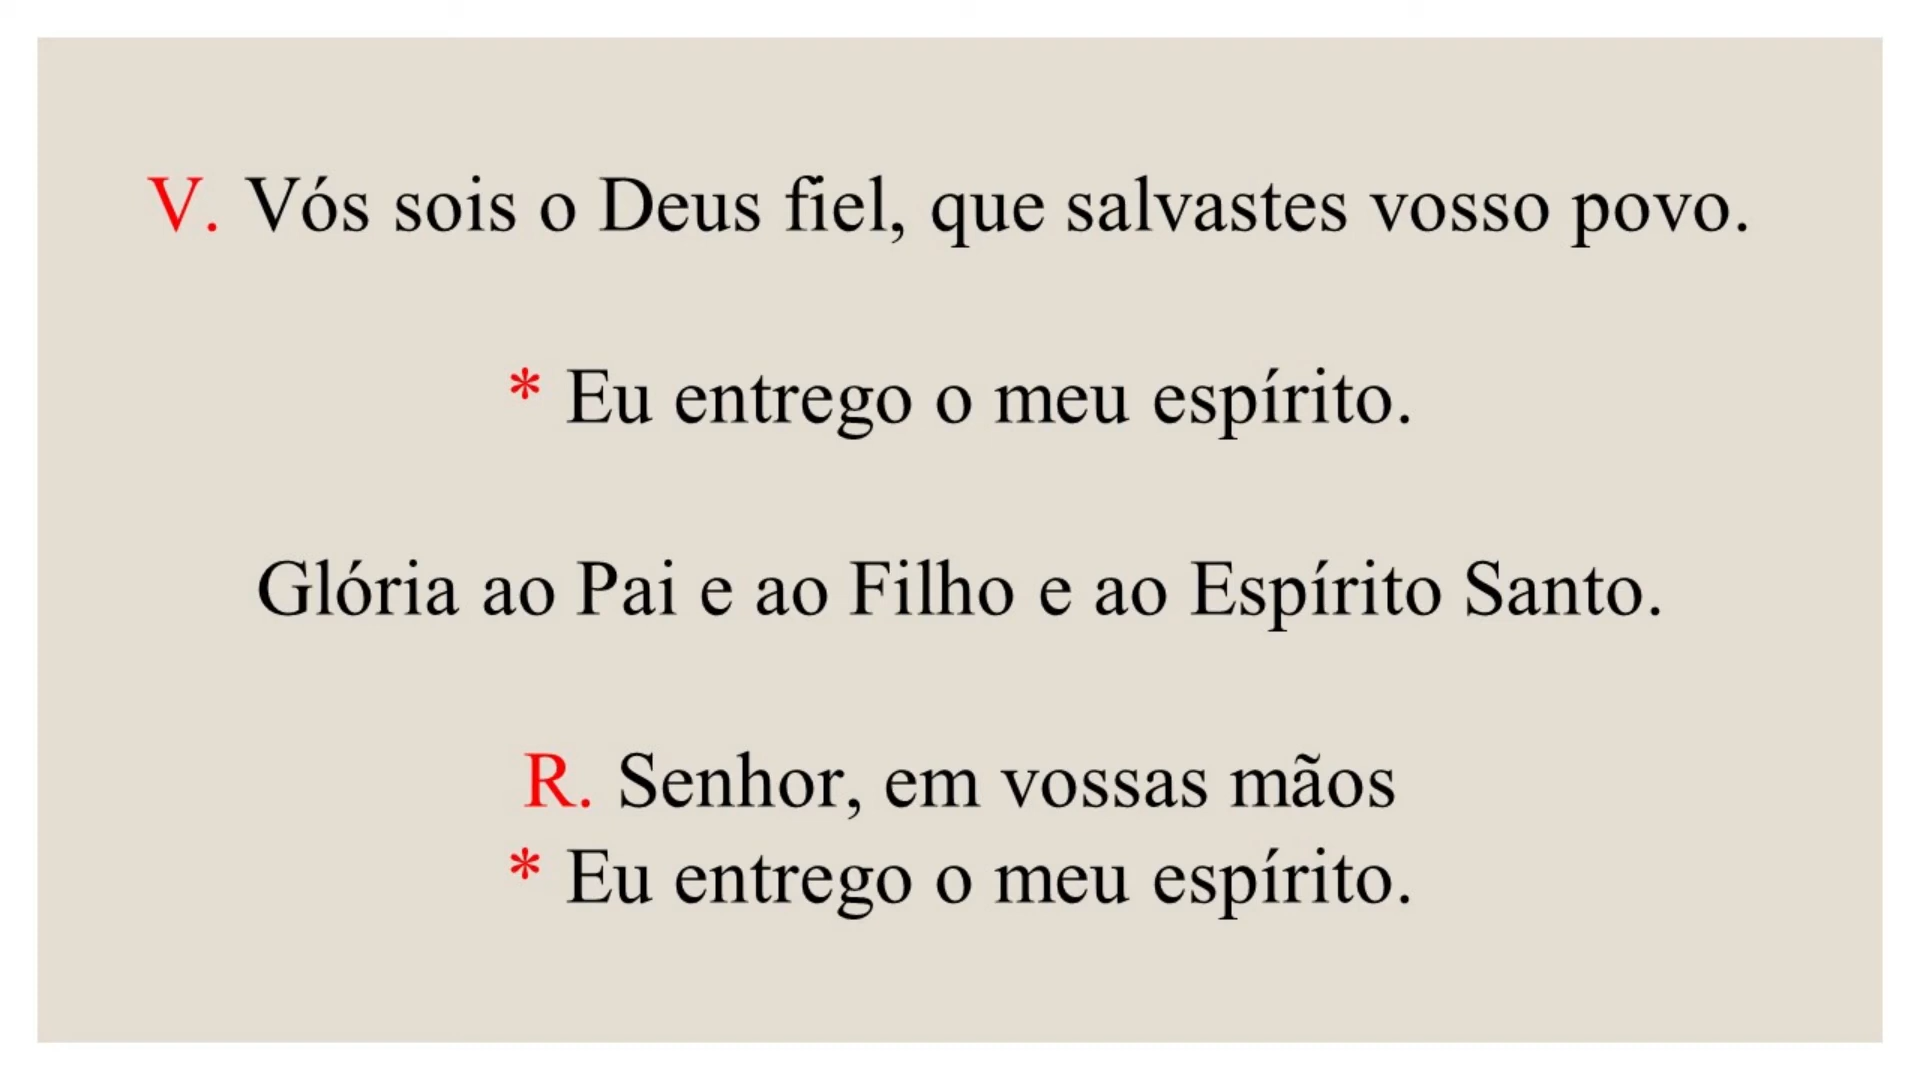 V. Vós sois o Deus fiel, que salvastes vosso povo.
* Eu entrego o meu espírito.
Glória ao Pai e ao Filho e ao Espírito Santo.
R. Senhor, em vossas mãos
* Eu entrego o meu espírito.